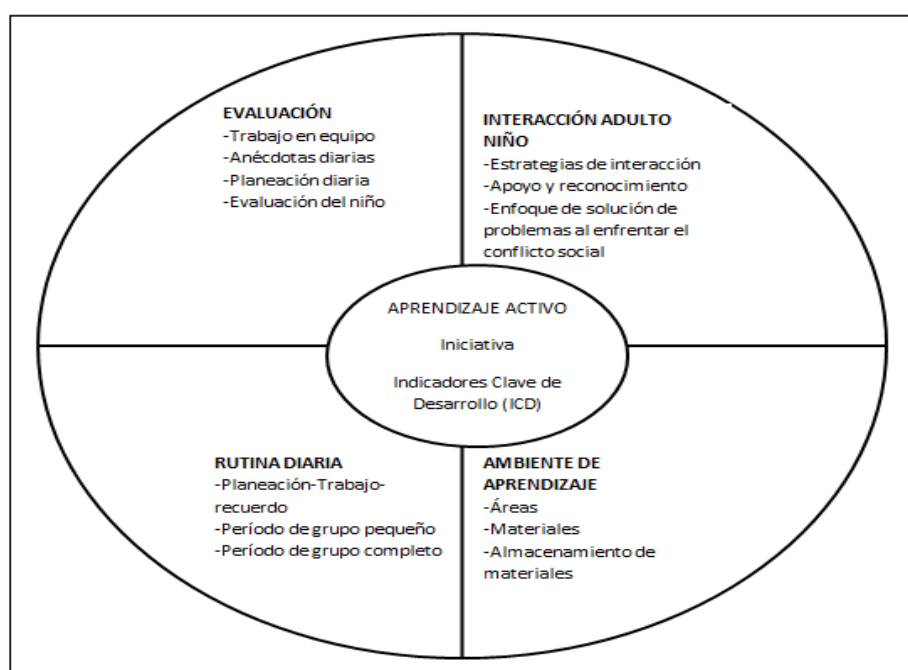 EVALUACIÓN
-Trabajo en equipo
-Anécdotas diarias
-Planeación diaria
-Evaluación del niño
INTERACCIÓN ADULTO
NIÑO
-Estrategias de interacción
-Apoyo y reconocimiento
-Enfoque de solución de
problemas al enfrentar el
conflicto social
APRENDIZAJE ACTIVO
Iniciativa
Indicadores Clave de
Desarrollo (ICD)
RUTINA DIARIA
-Planeación-Trabajo-
recuerdo
-Período de grupo pequeño
-Período de grupo completo
AMBIENTE DE
APRENDIZAJE
-Áreas
-Materiales
-Almacenamiento de
materiales